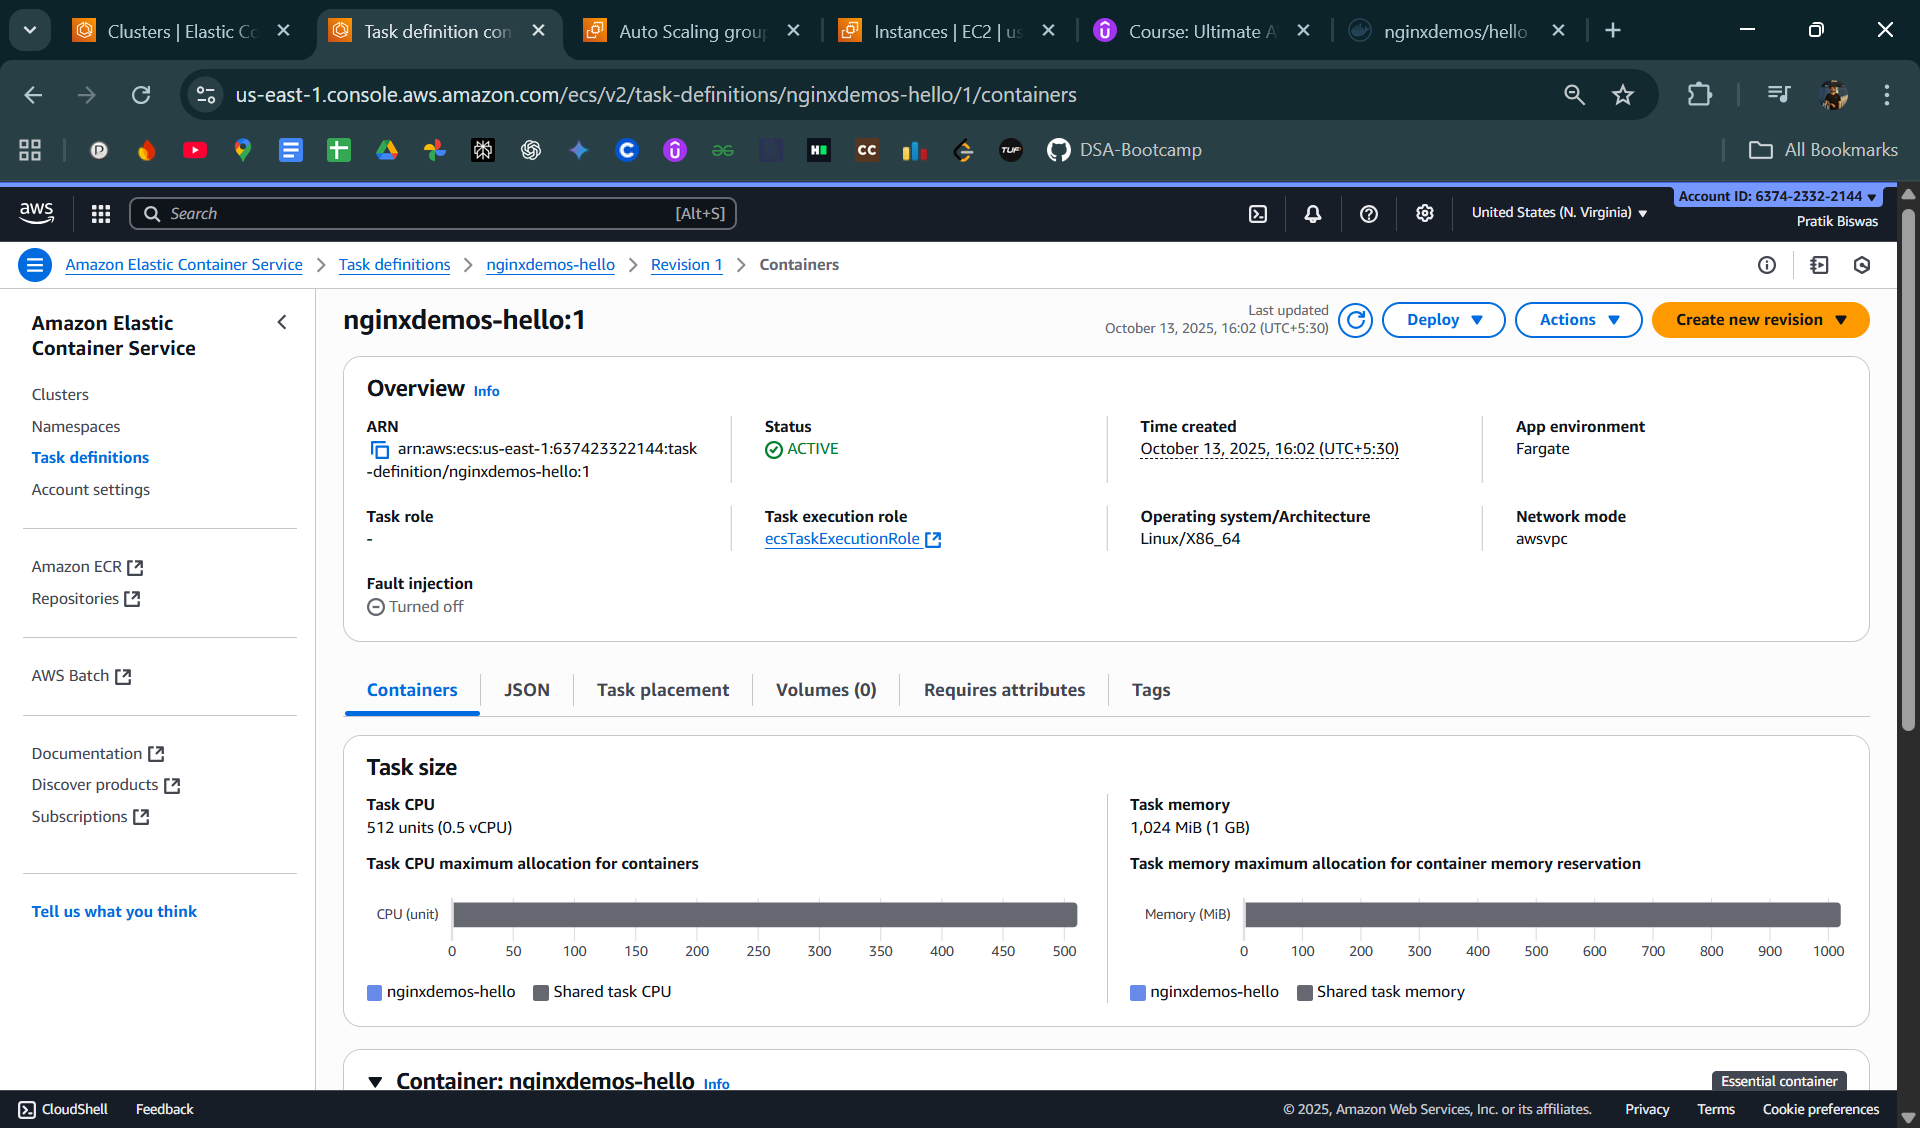 Clusters | Elastic Co
Task definition con
Auto Scaling group
Instances | EC2 | us
Course: Ultimate A
nginxdemos/hello
us-east-1.console.aws.amazon.com/ecs/v2/task-definitions/nginxdemos-hello/1/containers
DSA-Bootcamp
All Bookmarks
aws
Search
[Alt+S]
United States (N. Virginia)
Account ID: 6374-2332-2144
Pratik Biswas
Amazon Elastic Container Service
Task definitions
nginxdemos-hello
Revision 1
Containers
Amazon Elastic
Container Service
Clusters
Namespaces
Task definitions
Account settings
Amazon ECR
Repositories
AWS Batch
Documentation
Discover products
Subscriptions
Tell us what you think
nginxdemos-hello:1
Last updated
October 13, 2025, 16:02 (UTC+5:30)
Deploy
Actions
Create new revision
Overview Info
ARN
arn:aws:ecs:us-east-1:637423322144:task
-definition/nginxdemos-hello:1
Status
ACTIVE
Time created
October 13, 2025, 16:02 (UTC+5:30)
App environment
Fargate
Task role
-
Task execution role
ecsTaskExecutionRole
Operating system/Architecture
Linux/X86_64
Network mode
awsvpc
Fault injection
Turned off
Containers
JSON
Task placement
Volumes (0)
Requires attributes
Tags
Task size
Task CPU
512 units (0.5 vCPU)
Task CPU maximum allocation for containers
CPU (unit)
0 50 100 150 200 250 300 350 400 450 500
nginxdemos-hello Shared task CPU
Task memory
1,024 MiB (1 GB)
Task memory maximum allocation for container memory reservation
Memory (MiB)
0 100 200 300 400 500 600 700 800 900 1000
nginxdemos-hello Shared task memory
Container: nginxdemos-hello Info
Essential container
CloudShell
Feedback
© 2025, Amazon Web Services, Inc. or its affiliates.
Privacy
Terms
Cookie preferences